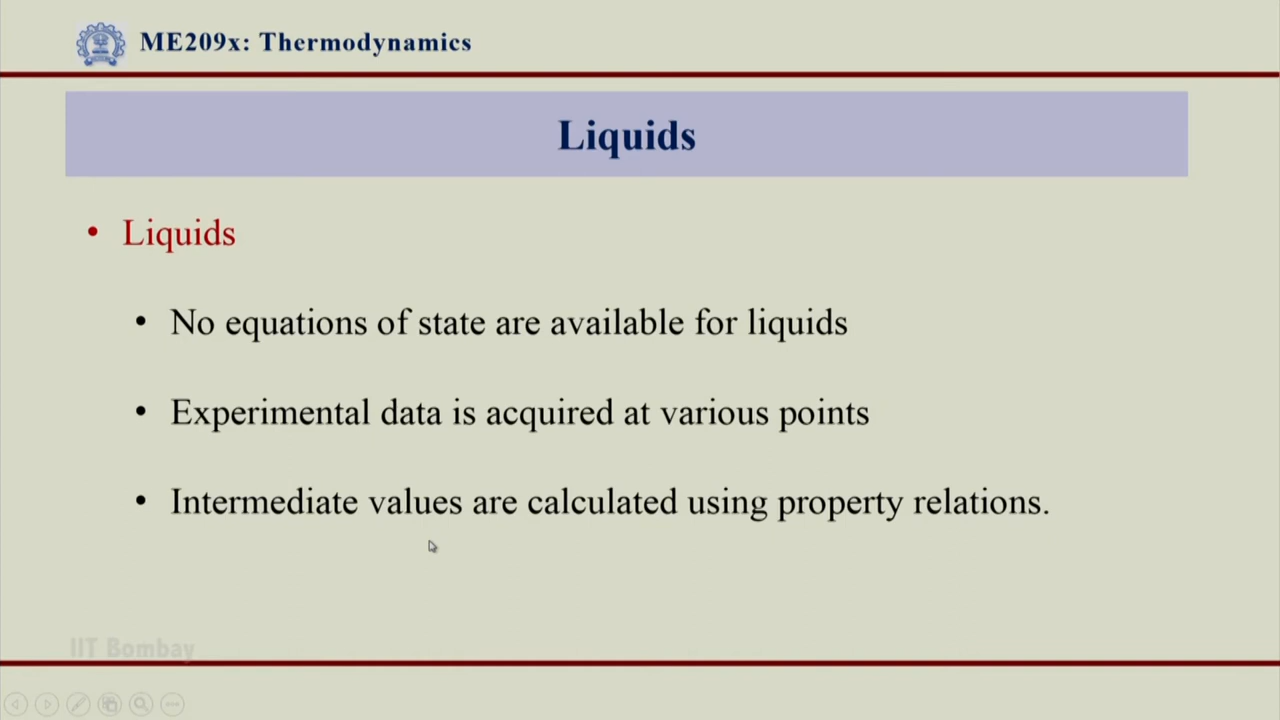 ME209x: Thermodynamics
Liquids
• Liquids
• No equations of state are available for liquids
• Experimental data is acquired at various points
• Intermediate values are calculated using property relations.
IIT Bombay